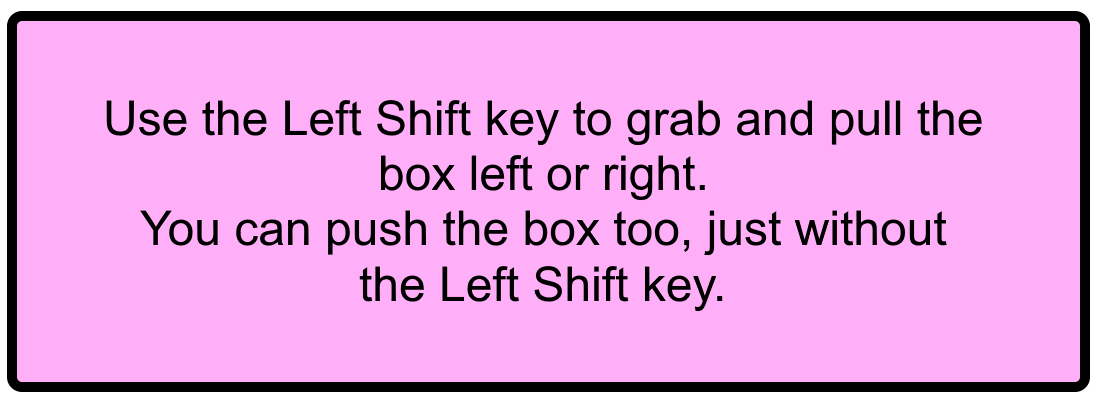 Use the Left Shift key to grab and pull the
box left or right.
You can push the box too, just without
the Left Shift key.